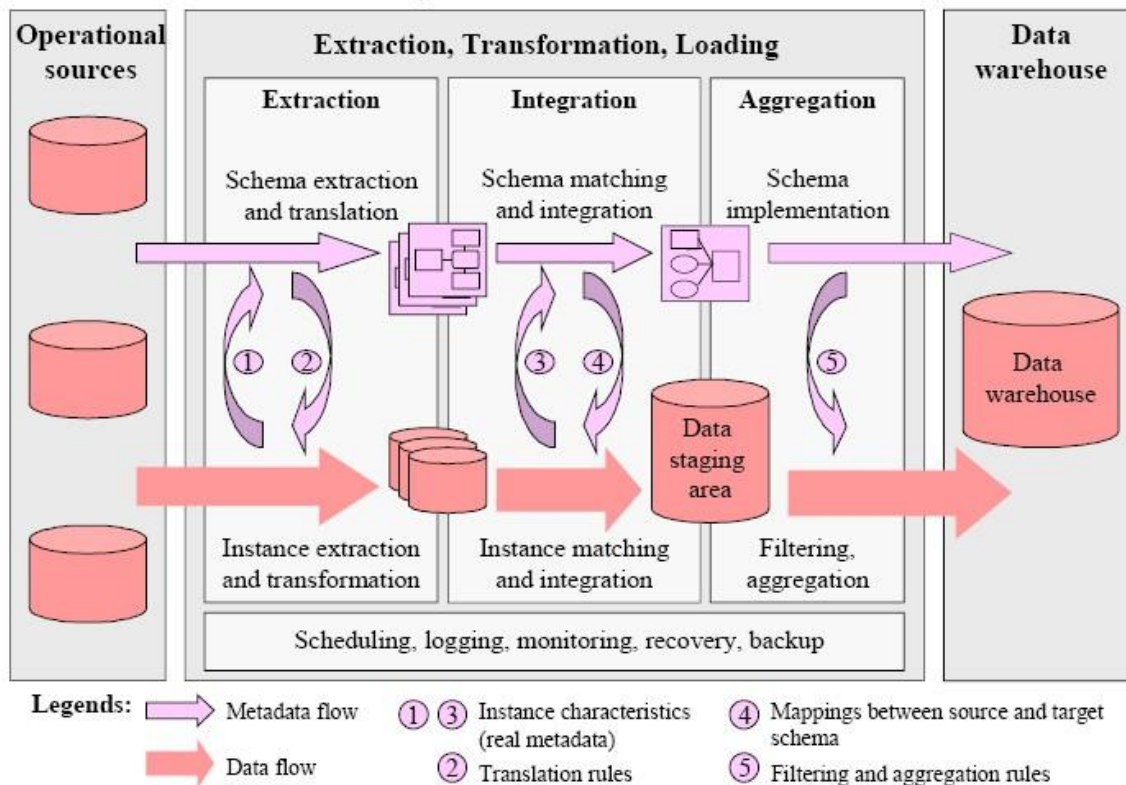 Operational
sources
Extraction, Transformation, Loading
Data
warehouse
Extraction
Integration
Aggregation
Schema extraction
and translation
Schema matching
and integration
Schema
implementation
1
2
3
4
5
Data
staging
area
Data
warehouse
Instance extraction
and transformation
Instance matching
and integration
Filtering,
aggregation
Scheduling, logging, monitoring, recovery, backup
Legends:
Metadata flow
Data flow
1 3 Instance characteristics
(real metadata)
2 Translation rules
4 Mappings between source and target
schema
5 Filtering and aggregation rules